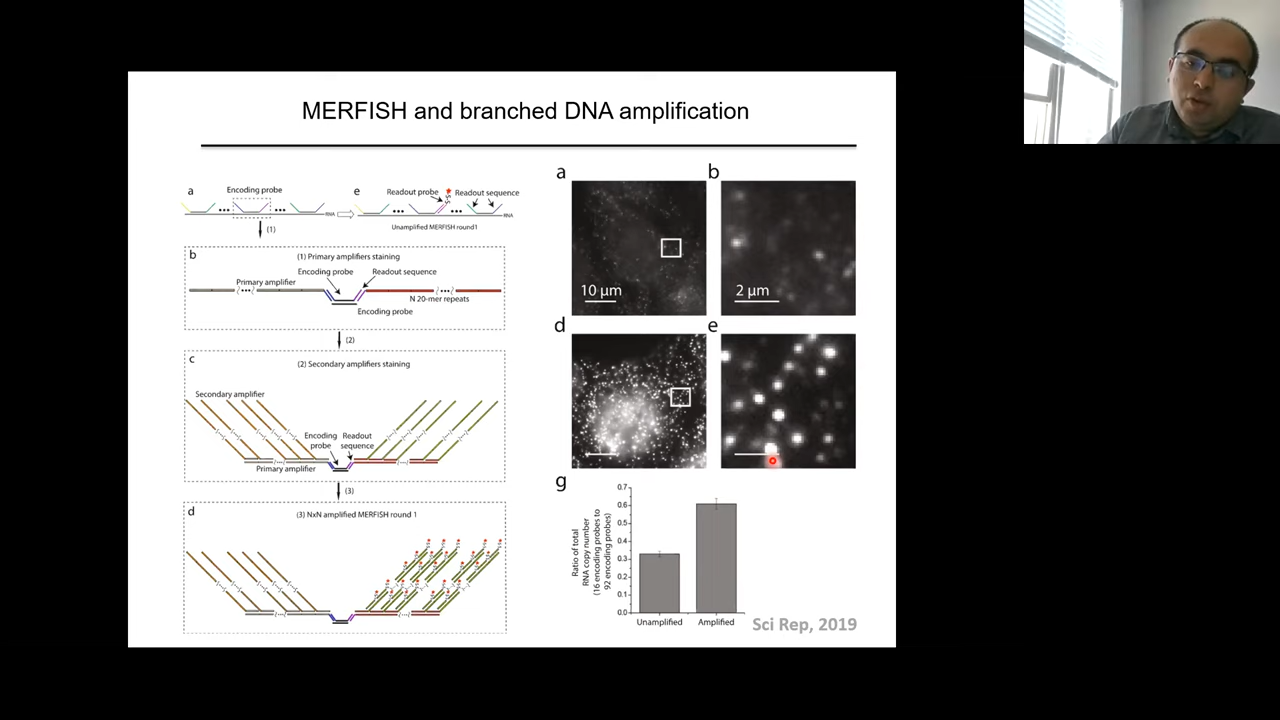 MERFISH and branched DNA amplification
a
Encoding probe
RNA
(1)
e
Readout probe
Readout sequence
RNA
Unamplified MERFISH round1
b
(1) Primary amplifiers staining
Encoding probe
Readout sequence
Primary amplifier
N 20-mer repeats
Encoding probe
(2)
c
(2) Secondary amplifiers staining
Secondary amplifier
Encoding
probe
Readout
sequence
Primary amplifier
(3)
d
(3) NxN amplified MERFISH round 1
a
10 μm
b
2 μm
d
e
g
Ratio of total
RNA copy number
(16 encoding probes to
92 encoding probes)
0.7
0.6
0.5
0.4
0.3
0.2
0.1
0.0
Unamplified
Amplified
Sci Rep, 2019